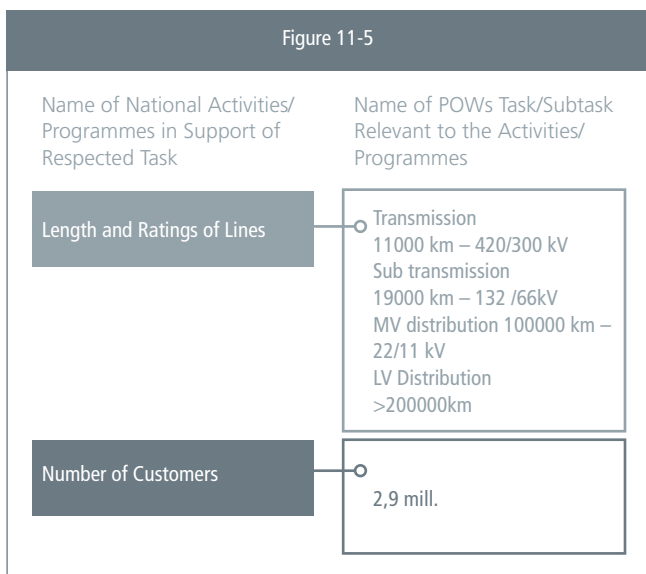 Figure 11-5
Name of National Activities/
Programmes in Support of
Respected Task
Name of POWs Task/Subtask
Relevant to the Activities/
Programmes
Length and Ratings of Lines
Transmission
11000 km – 420/300 kV
Sub transmission
19000 km – 132 /66kV
MV distribution 100000 km –
22/11 kV
LV Distribution
>200000km
Number of Customers
2,9 mill.